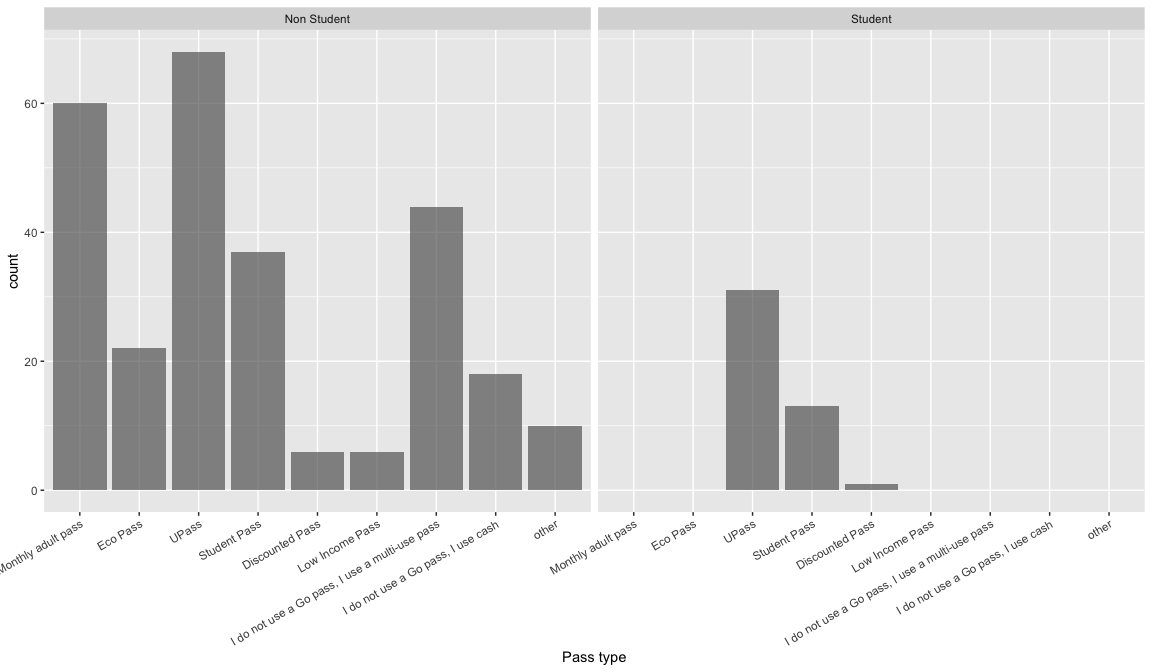 Non Student
Student
60
40
20
0
count
Monthly adult pass
Eco Pass
UPass
Student Pass
Discounted Pass
Low Income Pass
I do not use a Go pass, I use a multi-use pass
I do not use a Go pass, I use cash
other
Monthly adult pass
Eco Pass
UPass
Student Pass
Discounted Pass
Low Income Pass
I do not use a Go pass, I use a multi-use pass
I do not use a Go pass, I use cash
other
Pass type